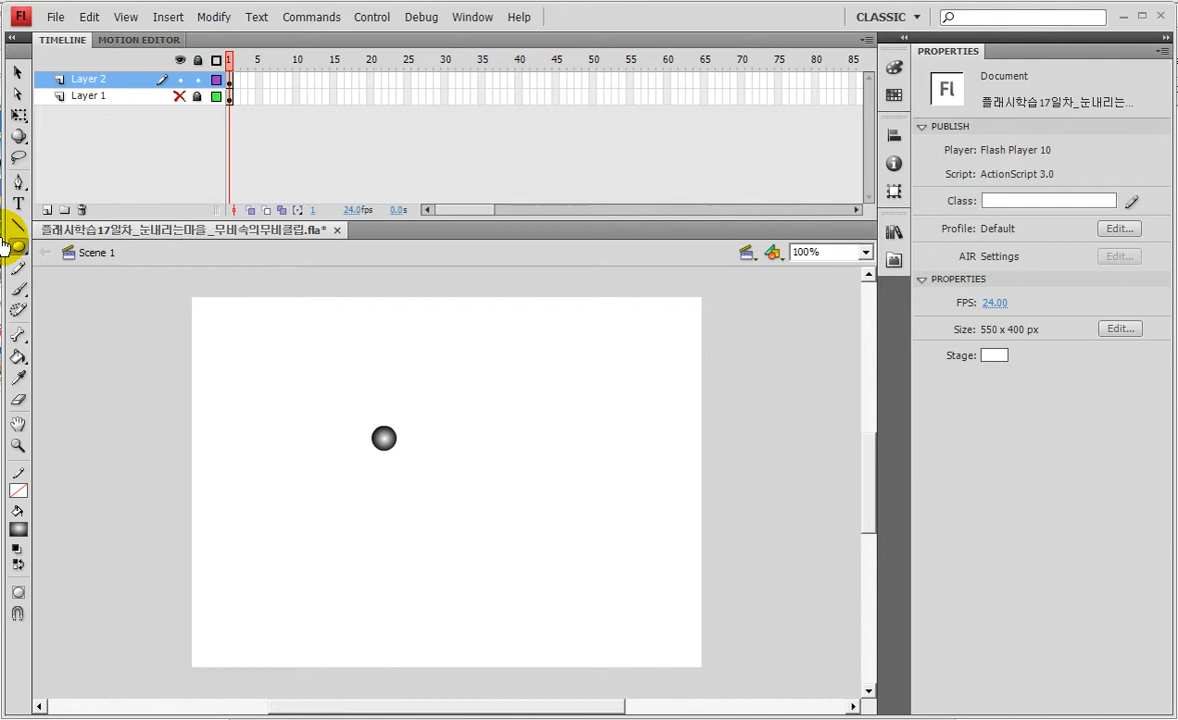 Fl File Edit View Insert Modify Text Commands Control Debug Window Help CLASSIC
TIMELINE MOTION EDITOR
1 5 10 15 20 25 30 35 40 45 50 55 60 65 70 75 80 85
Layer 2
Layer 1
1 24.0fps 0.0s
플래시학습17일차_눈내리는마을_무비속의무비클립.fla*
Scene 1 100%
T
PROPERTIES
Fl Document
플래시학습17일차_눈내리는마...
PUBLISH
Player: Flash Player 10
Script: ActionScript 3.0
Class:
Profile: Default Edit...
AIR Settings Edit...
PROPERTIES
FPS: 24.00
Size: 550 x 400 px Edit...
Stage: